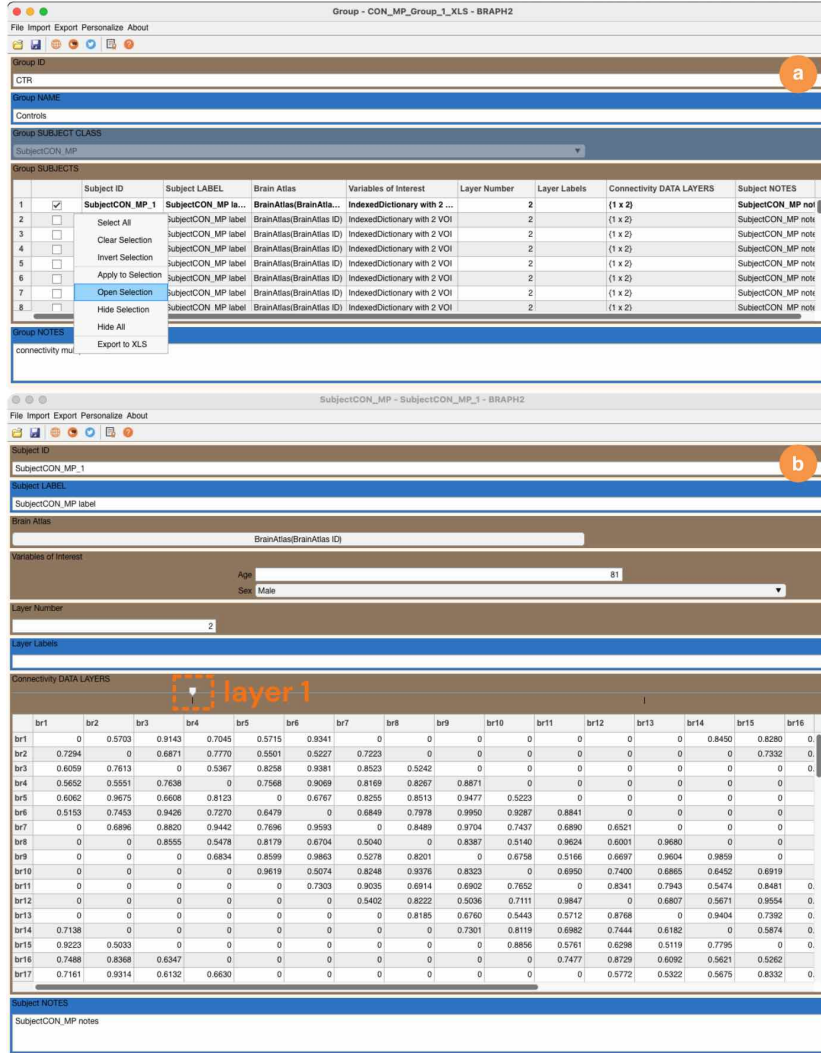 Group - CON_MP_Group_1_XLS - BRAPH2
File Import Export Personalize About
Group ID
a
CTR
Group NAME
Controls
Group SUBJECT CLASS
SubjectCON_MP
Group SUBJECTS
Subject ID Subject LABEL Brain Atlas Variables of Interest Layer Number Layer Labels Connectivity DATA LAYERS Subject NOTES
1 SubjectCON_MP_1 SubjectCON_MP la... BrainAtlas(BrainAtla... IndexedDictionary with 2 ... 2 {1 x 2} SubjectCON_MP not
2 Select All SubjectCON_MP label BrainAtlas(BrainAtlas ID) IndexedDictionary with 2 VOI 2 {1 x 2} SubjectCON_MP note
3 Clear Selection SubjectCON_MP label BrainAtlas(BrainAtlas ID) IndexedDictionary with 2 VOI 2 {1 x 2} SubjectCON_MP note
4 Invert Selection SubjectCON_MP label BrainAtlas(BrainAtlas ID) IndexedDictionary with 2 VOI 2 {1 x 2} SubjectCON_MP note
5 SubjectCON_MP label BrainAtlas(BrainAtlas ID) IndexedDictionary with 2 VOI 2 {1 x 2} SubjectCON_MP note
6 Apply to Selection SubjectCON_MP label BrainAtlas(BrainAtlas ID) IndexedDictionary with 2 VOI 2 {1 x 2} SubjectCON_MP note
7 Open Selection SubjectCON_MP label BrainAtlas(BrainAtlas ID) IndexedDictionary with 2 VOI 2 {1 x 2} SubjectCON_MP note
8 Hide Selection SubjectCON_MP label BrainAtlas(BrainAtlas ID) IndexedDictionary with 2 VOI 2 {1 x 2} SubjectCON_MP note
Hide All
Group NOTES
Export to XLS
connectivity mu
SubjectCON_MP - SubjectCON_MP_1 - BRAPH2
File Import Export Personalize About
Subject ID
b
SubjectCON_MP_1
Subject LABEL
SubjectCON_MP label
Brain Atlas
BrainAtlas(BrainAtlas ID)
Variables of Interest
Age 81
Sex Male
Layer Number
2
Layer Labels
Connectivity DATA LAYERS
layer 1
br1 br2 br3 br4 br5 br6 br7 br8 br9 br10 br11 br12 br13 br14 br15 br16
br1 0 0.5703 0.9143 0.7045 0.5715 0.9341 0 0 0 0 0 0 0 0.8450 0.8280 0.
br2 0.7294 0 0.6871 0.7770 0.5501 0.5227 0.7223 0 0 0 0 0 0 0 0.7332 0.
br3 0.6059 0.7613 0 0.5367 0.8258 0.9381 0.8523 0.5242 0 0 0 0 0 0 0 0.
br4 0.5652 0.5551 0.7638 0 0.7568 0.9069 0.8169 0.8267 0.8871 0 0 0 0 0 0
br5 0.6062 0.9675 0.6608 0.8123 0 0.6767 0.8255 0.8513 0.9477 0.5223 0 0 0 0 0
br6 0.5153 0.7453 0.9426 0.7270 0.6479 0 0.6849 0.7978 0.9950 0.9287 0.8841 0 0 0 0
br7 0 0.6896 0.8820 0.9442 0.7696 0.9593 0 0.8489 0.9704 0.7437 0.6890 0.6521 0 0 0
br8 0 0 0.8555 0.5478 0.8179 0.6704 0.5040 0 0.8387 0.5140 0.9624 0.6001 0.9680 0 0
br9 0 0 0 0.6834 0.8599 0.9863 0.5278 0.8201 0 0.6758 0.5166 0.6697 0.9604 0.9859 0
br10 0 0 0 0 0.9619 0.5074 0.8248 0.9376 0.8323 0 0.6950 0.7400 0.6865 0.6452 0.6919
br11 0 0 0 0 0 0.7303 0.9035 0.6914 0.6902 0.7652 0 0.8341 0.7943 0.5474 0.8481 0.
br12 0 0 0 0 0 0 0.5402 0.8222 0.5036 0.7111 0.9847 0 0.6807 0.5671 0.9554 0.
br13 0 0 0 0 0 0 0 0.8185 0.6760 0.5443 0.5712 0.8768 0 0.9404 0.7392 0.
br14 0.7138 0 0 0 0 0 0 0 0.7301 0.8119 0.6982 0.7444 0.6182 0 0.5874 0.
br15 0.9223 0.5033 0 0 0 0 0 0 0 0.8856 0.5761 0.6298 0.5119 0.7795 0 0.
br16 0.7488 0.8368 0.6347 0 0 0 0 0 0 0 0.7477 0.8729 0.6092 0.5621 0.5262
br17 0.7161 0.9314 0.6132 0.6630 0 0 0 0 0 0 0 0.5772 0.5322 0.5675 0.8332 0.
Subject NOTES
SubjectCON_MP notes